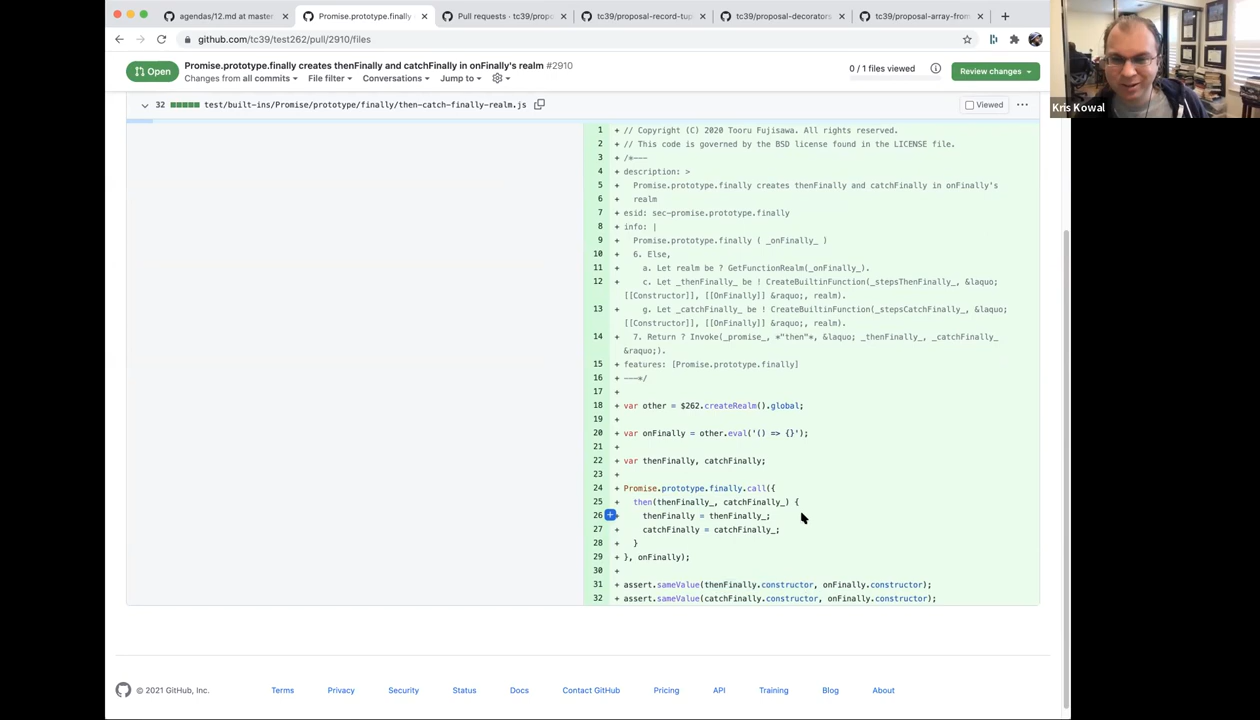 agendas/12.md at master
Promise.prototype.finally
Pull requests · tc39/propo
tc39/proposal-record-tup
tc39/proposal-decorators
tc39/proposal-array-from
github.com/tc39/test262/pull/2910/files
Open
Promise.prototype.finally creates thenFinally and catchFinally in onFinally's realm #2910
Changes from all commits
File filter
Conversations
Jump to
0 / 1 files viewed
Review changes
Kris Kowal
32 test/built-ins/Promise/prototype/finally/then-catch-finally-realm.js
Viewed
1 + // Copyright (C) 2020 Tooru Fujisawa. All rights reserved.
2 + // This code is governed by the BSD license found in the LICENSE file.
3 + /*---
4 + description: >
5 + Promise.prototype.finally creates thenFinally and catchFinally in onFinally's
6 + realm
7 + esid: sec-promise.prototype.finally
8 + info: |
9 + Promise.prototype.finally ( _onFinally_ )
10 + 6. Else,
11 + a. Let realm be ? GetFunctionRealm(_onFinally_).
12 + c. Let _thenFinally_ be ! CreateBuiltinFunction(_stepsThenFinally_, &laquo;
[[Constructor]], [[OnFinally]] &raquo;, realm).
13 + g. Let _catchFinally_ be ! CreateBuiltinFunction(_stepsCatchFinally_, &laquo;
[[Constructor]], [[OnFinally]] &raquo;, realm).
14 + 7. Return ? Invoke(_promise_, *"then"*, &laquo; _thenFinally_, _catchFinally_
&raquo;).
15 + features: [Promise.prototype.finally]
16 + ---*/
17 +
18 + var other = $262.createRealm().global;
19 +
20 + var onFinally = other.eval('() => {}');
21 +
22 + var thenFinally, catchFinally;
23 +
24 + Promise.prototype.finally.call({
25 + then(thenFinally_, catchFinally_) {
26 + thenFinally = thenFinally_;
27 + catchFinally = catchFinally_;
28 + }
29 + }, onFinally);
30 +
31 + assert.sameValue(thenFinally.constructor, onFinally.constructor);
32 + assert.sameValue(catchFinally.constructor, onFinally.constructor);
© 2021 GitHub, Inc.
Terms
Privacy
Security
Status
Docs
Contact GitHub
Pricing
API
Training
Blog
About